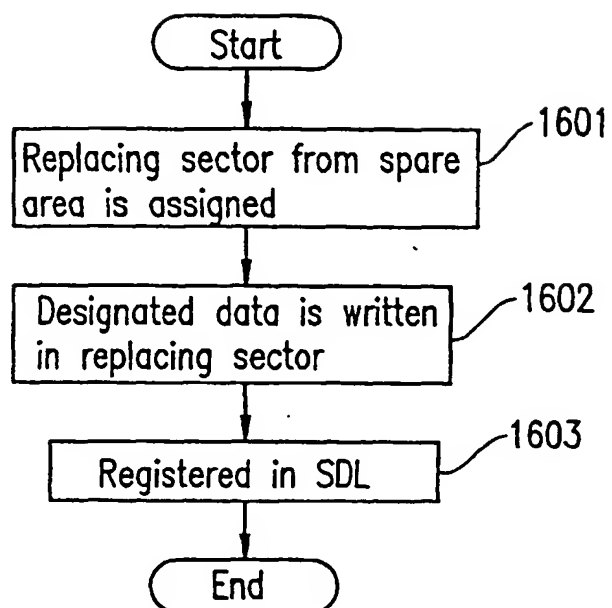 Start
1601
Replacing sector from spare
area is assigned
1602
Designated data is written
in replacing sector
1603
Registered in SDL
End